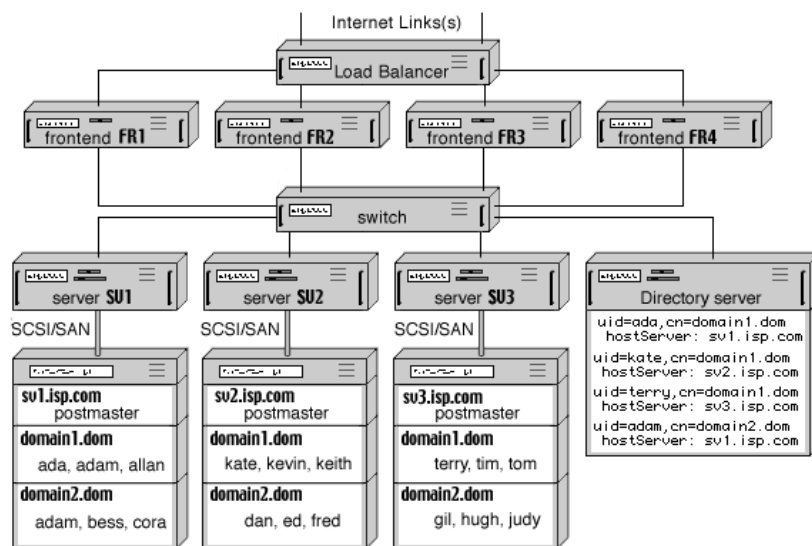 Internet Links(s)
Load Balancer
frontend FR1
frontend FR2
frontend FR3
frontend FR4
switch
server SU1
server SU2
server SU3
Directory server
SCSI/SAN
SCSI/SAN
SCSI/SAN
uid=ada,cn=domain1.dom
hostServer: sv1.isp.com
uid=kate,cn=domain1.dom
hostServer: sv2.isp.com
uid=terry,cn=domain1.dom
hostServer: sv3.isp.com
uid=adam,cn=domain2.dom
hostServer: sv1.isp.com
sv1.isp.com
postmaster
domain1.dom
ada, adam, allan
domain2.dom
adam, bess, cora
sv2.isp.com
postmaster
domain1.dom
kate, kevin, keith
domain2.dom
dan, ed, fred
sv3.isp.com
postmaster
domain1.dom
terry, tim, tom
domain2.dom
gil, hugh, judy